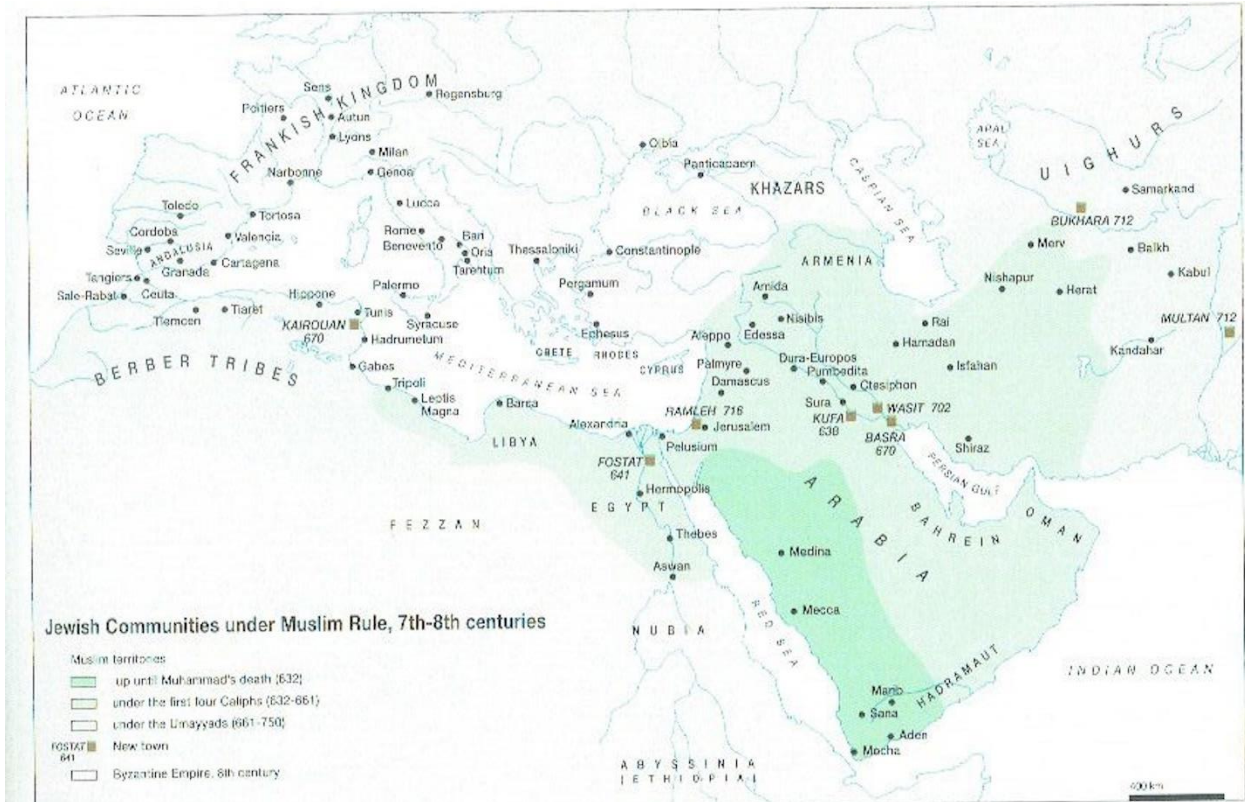 ATLANTIC
OCEAN
FRANKISH KINGDOM
Sens
Regensburg
Poitiers
Autun
Lyons
Milan
Genoa
Narbonne
Lucca
Toledo
Tortosa
Cordoba
Valencia
Seville
ANDALUSIA
Granada
Cartagena
Tangiers
Ceuta
Sale-Rabat
Tlemcen
Tiaret
Rome
Benevento
Bari
Oria
Tarentum
Palermo
Syracuse
Hippone
Tunis
KAIROUAN
670
Hadrumetum
Gabes
BERBER TRIBES
Tripoli
Leptis
Magna
MEDITERRANEAN SEA
Barca
LIBYA
FEZZAN
Olbia
Panticapaem
KHAZARS
BLACK SEA
CASPIAN SEA
ARAL
SEA
UIGHURS
Samarkand
BUKHARA 712
Merv
Balkh
Kabul
Nishapur
Herat
MULTAN 712
Kandahar
Thessaloniki
Constantinople
Pergamum
Ephesus
CRETE
RHODES
CYPRUS
ARMENIA
Amida
Nisibis
Edessa
Aleppo
Palmyre
Damascus
Dura-Europos
Pumbedita
Rai
Hamadan
Isfahan
Ctesiphon
Sura
KUFA
638
WASIT 702
BASRA
670
Shiraz
PERSIAN GULF
RAMLEH 716
Jerusalem
Alexandria
Pelusium
FOSTAT
641
Hermopolis
EGYPT
Thebes
Aswan
ARABIA
BAHREIN
OMAN
Medina
Mecca
RED SEA
NUBIA
HADRAMAUT
Marib
Sana
Aden
Mocha
INDIAN OCEAN
ABYSSINIA
[ETHIOPIA]
Jewish Communities under Muslim Rule, 7th-8th centuries
Muslim territories
up until Muhammad's death (632)
under the first four Caliphs (632-661)
under the Umayyads (661-750)
FOSTAT
641
New town
Byzantine Empire, 8th century
400 km